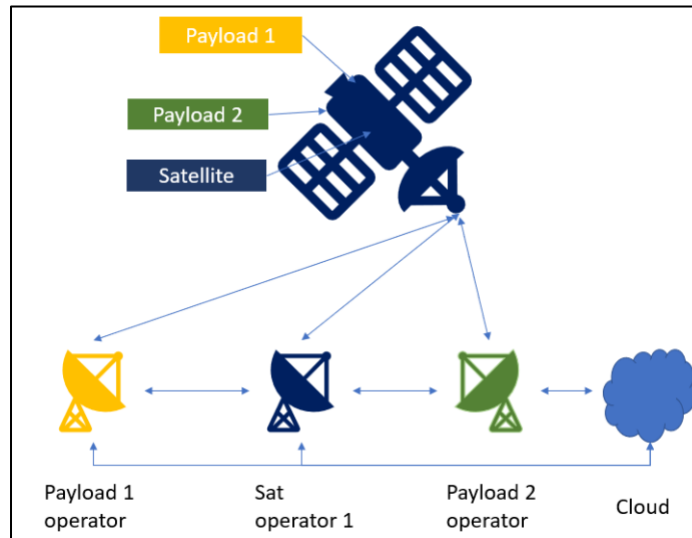 Payload 1
Payload 2
Satellite
Payload 1
operator
Sat
operator 1
Payload 2
operator
Cloud